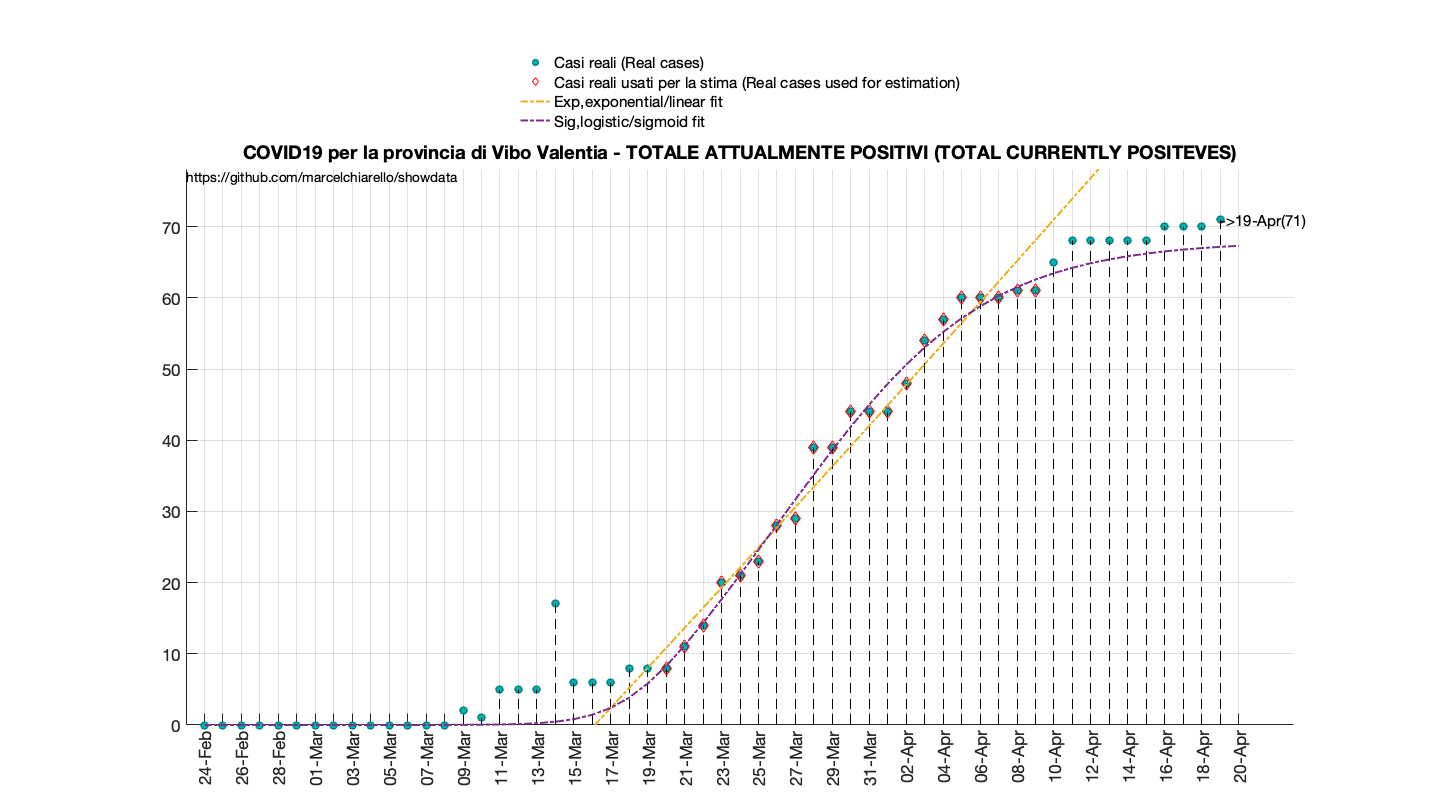 Casi reali (Real cases)
Casi reali usati per la stima (Real cases used for estimation)
Exp,exponential/linear fit
Sig,logistic/sigmoid fit
COVID19 per la provincia di Vibo Valentia - TOTALE ATTUALMENTE POSITIVI (TOTAL CURRENTLY POSITEVES)
https://github.com/marcelchiarello/showdata
70
>19-Apr(71)
60
50
40
30
20
10
0
24-Feb
26-Feb
28-Feb
01-Mar
03-Mar
05-Mar
07-Mar
09-Mar
11-Mar
13-Mar
15-Mar
17-Mar
19-Mar
21-Mar
23-Mar
25-Mar
27-Mar
29-Mar
31-Mar
02-Apr
04-Apr
06-Apr
08-Apr
10-Apr
12-Apr
14-Apr
16-Apr
18-Apr
20-Apr